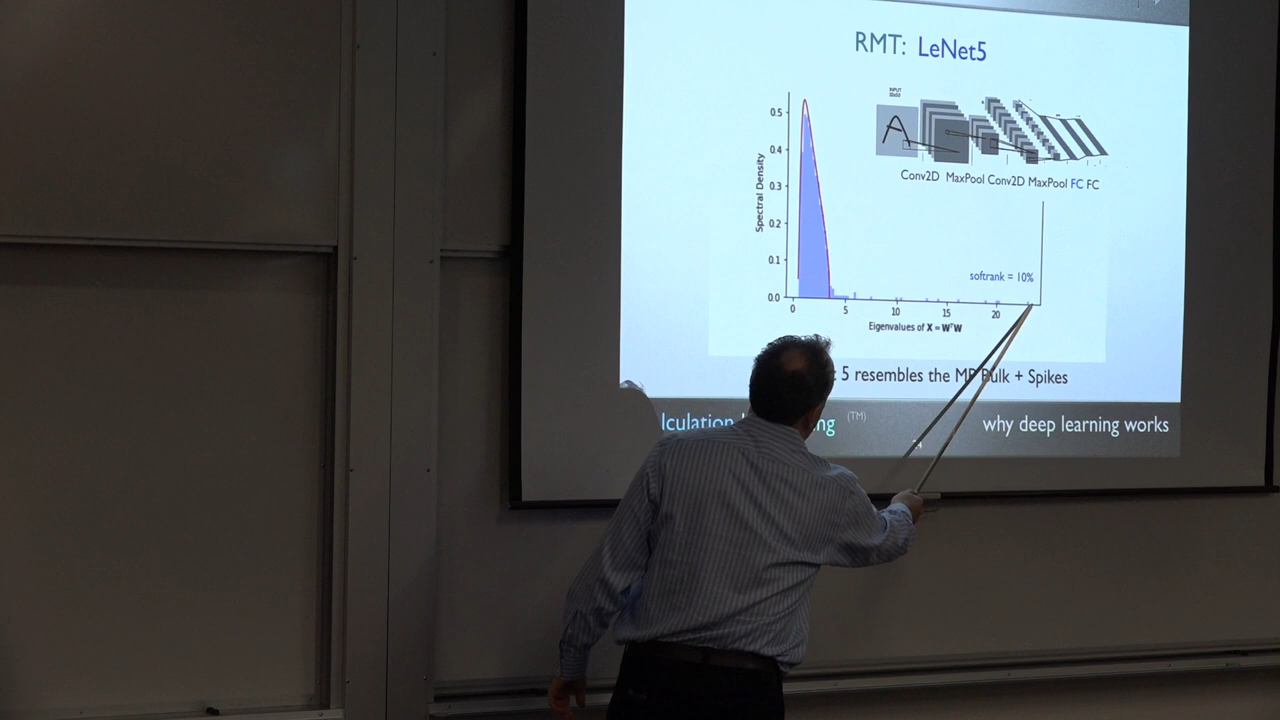 RMT: LeNet5
INPUT
Conv2D MaxPool Conv2D MaxPool FC FC
Spectral Density
0.5
0.4
0.3
0.2
0.1
0.0
softrank = 10%
0 5 10 15 20
Eigenvalues of X = WᵀW
5 resembles the MP Bulk + Spikes
lculation (TM) why deep learning works